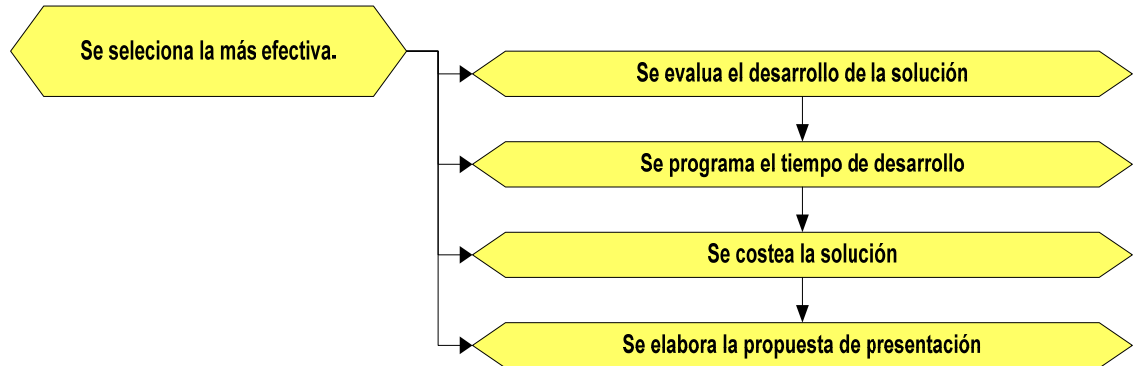 Se seleciona la más efectiva.
Se evalua el desarrollo de la solución
Se programa el tiempo de desarrollo
Se costea la solución
Se elabora la propuesta de presentación